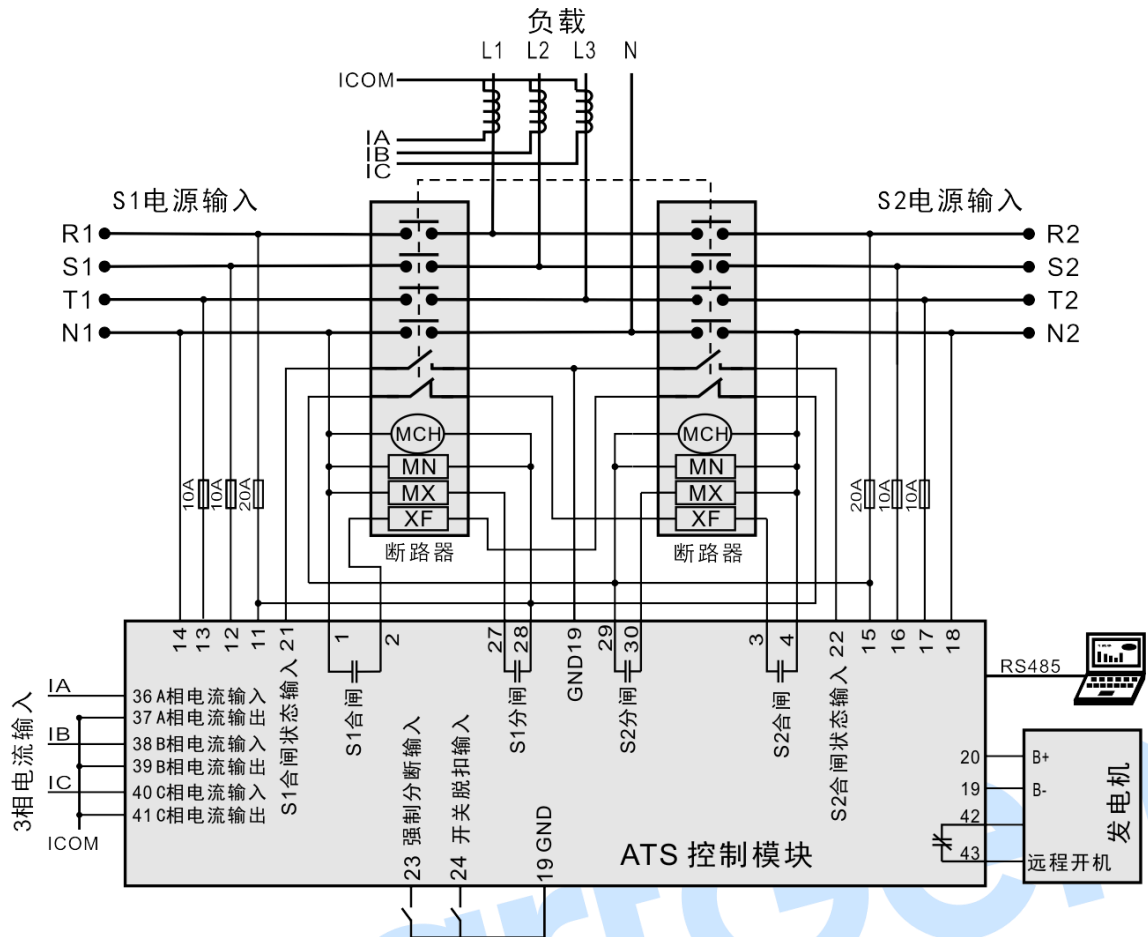 负载
L1 L2 L3 N
ICOM
IA
IB
IC
S1电源输入
S2电源输入
R1
R2
S1
S2
T1
T2
N1
N2
MCH
MCH
MN
MN
MX
MX
XF
XF
10A
10A
20A
20A
10A
10A
断路器
断路器
14
13
12
11
21
1
2
27
28
GND19
29
30
3
4
22
15
16
17
18
S1合闸状态输入
S1合闸
S1分闸
S2分闸
S2合闸
S2合闸状态输入
RS485
3相电流输入
IA
IB
IC
ICOM
36 A相电流输入
37 A相电流输出
38 B相电流输入
39 B相电流输出
40 C相电流输入
41 C相电流输出
23 强制分断输入
24 开关脱扣输入
19 GND
ATS 控制模块
20
19
42
43
B+
B-
远程开机
发电机